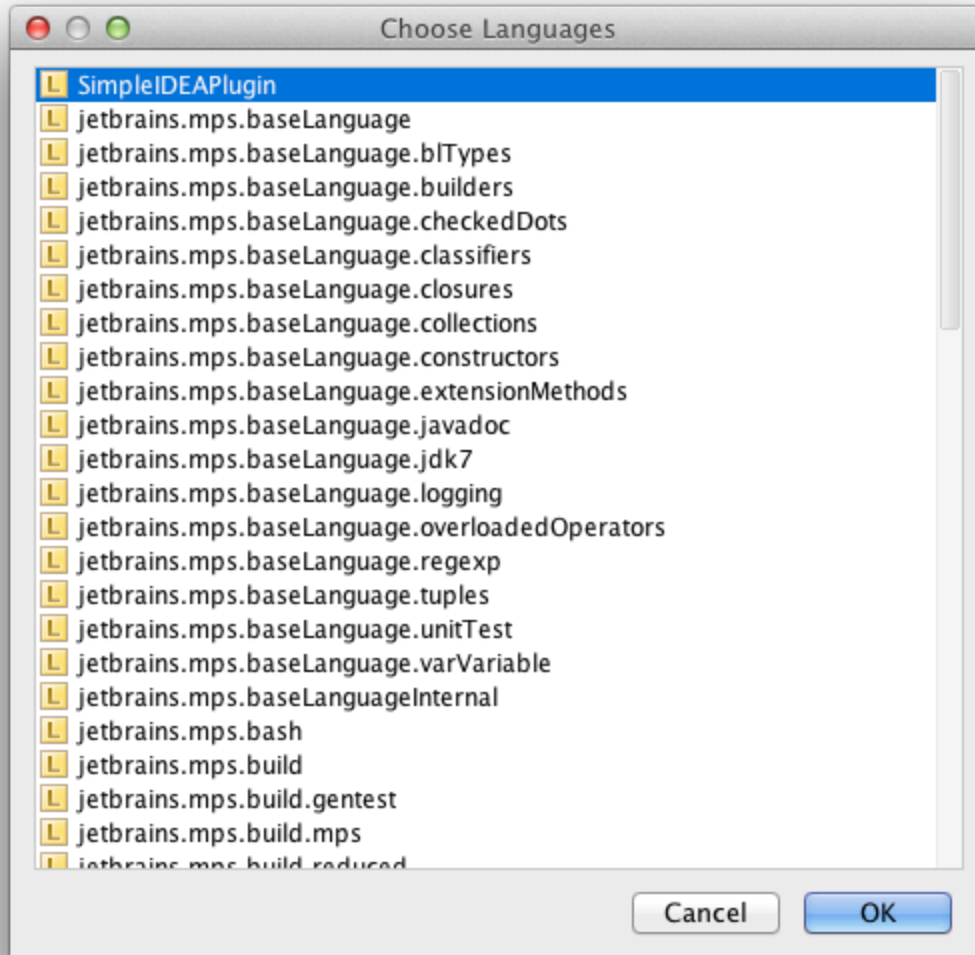 Choose Languages
L SimpleIDEAPlugin
L jetbrains.mps.baseLanguage
L jetbrains.mps.baseLanguage.blTypes
L jetbrains.mps.baseLanguage.builders
L jetbrains.mps.baseLanguage.checkedDots
L jetbrains.mps.baseLanguage.classifiers
L jetbrains.mps.baseLanguage.closures
L jetbrains.mps.baseLanguage.collections
L jetbrains.mps.baseLanguage.constructors
L jetbrains.mps.baseLanguage.extensionMethods
L jetbrains.mps.baseLanguage.javadoc
L jetbrains.mps.baseLanguage.jdk7
L jetbrains.mps.baseLanguage.logging
L jetbrains.mps.baseLanguage.overloadedOperators
L jetbrains.mps.baseLanguage.regexp
L jetbrains.mps.baseLanguage.tuples
L jetbrains.mps.baseLanguage.unitTest
L jetbrains.mps.baseLanguage.varVariable
L jetbrains.mps.baseLanguageInternal
L jetbrains.mps.bash
L jetbrains.mps.build
L jetbrains.mps.build.gentest
L jetbrains.mps.build.mps
L jetbrains.mps.build.reduced
Cancel OK